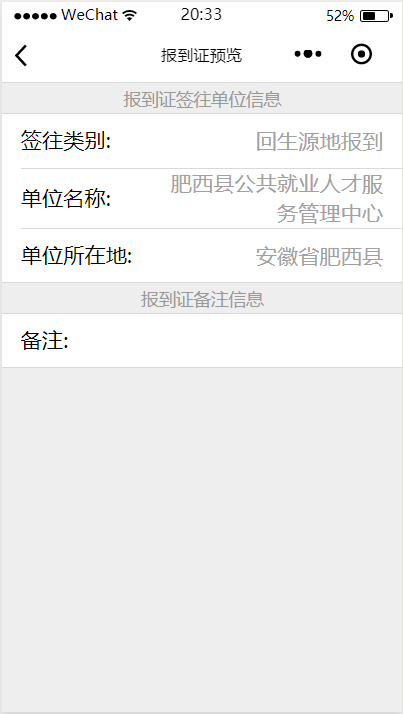 ●●●●● WeChat 20:33 52%
报到证预览
报到证签往单位信息
签往类别: 回生源地报到
单位名称: 肥西县公共就业人才服
务管理中心
单位所在地: 安徽省肥西县
报到证备注信息
备注: